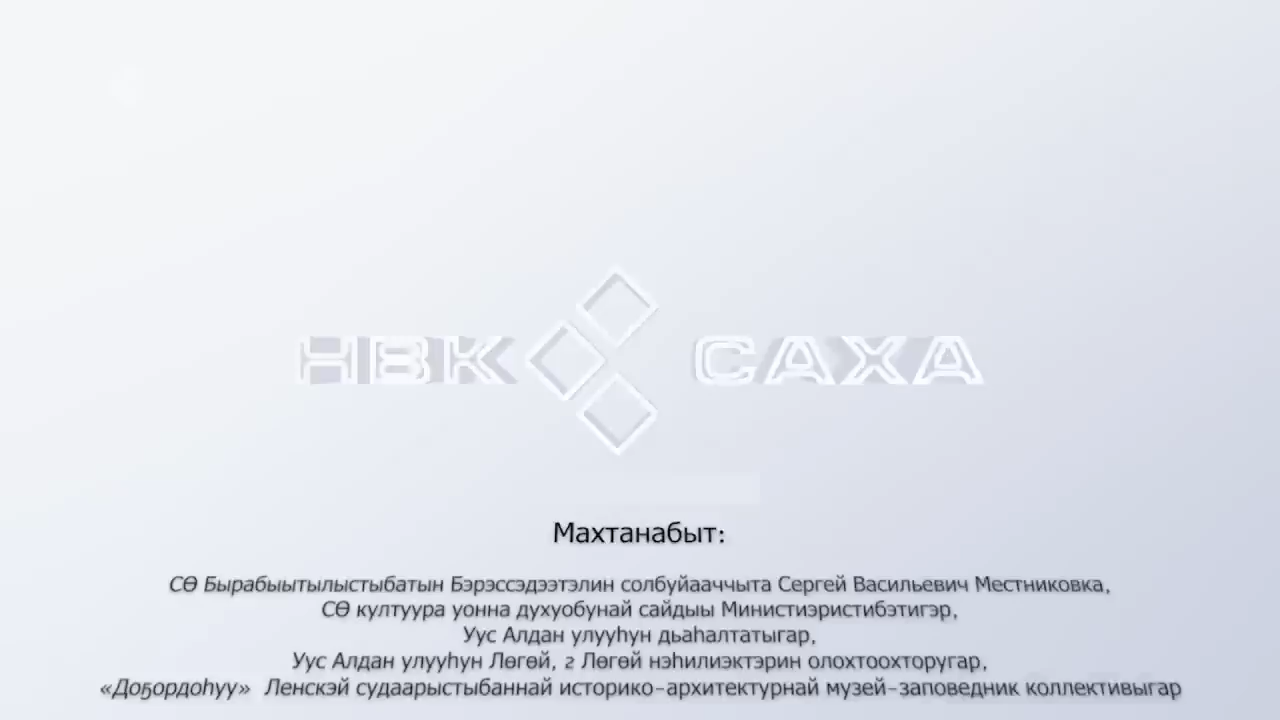 НВК САХА
Махтанабыт:
СӨ Бырабыытылыстыбатын Бэрэссэдээтэлин солбуйааччыта Сергей Васильевич Местниковка,
СӨ култуура уонна духуобунай сайдыы Министиэристибэтигэр,
Уус Алдан улууһун дьаһалтатыгар,
Уус Алдан улууһун Лөгөй, 2 Лөгөй нэһилиэктэрин олохтоохторугар,
«Доҕордоһуу» Ленскэй судаарыстыбаннай историко-архитектурнай музей-заповедник коллективыгар